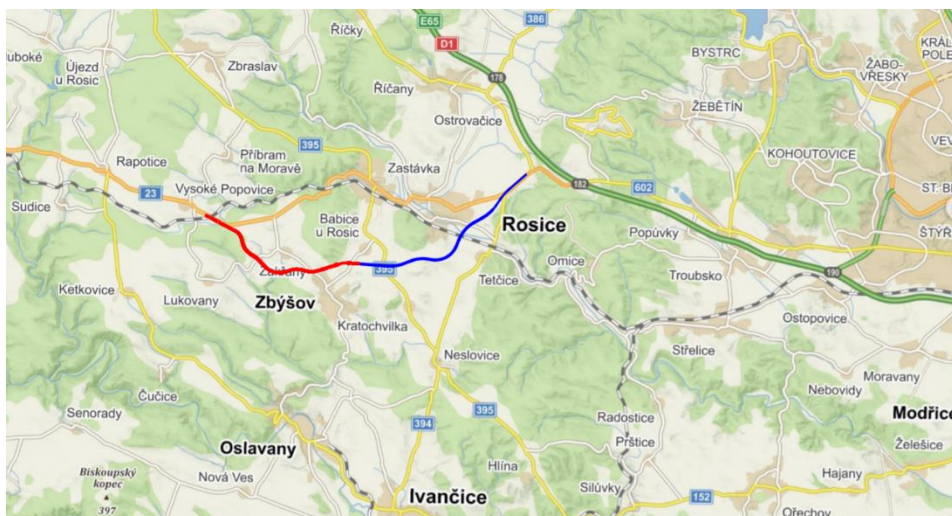 Říčky
E65
386
D1
BYSTRC
KRÁL
POLE
Újezd
u Rosic
Zbraslav
178
Říčany
ŽABO-
VŘESKY
Ostrovačice
ŽEBĚTÍN
395
VEV
Rapotice
Příbram
na Moravě
Zastávka
KOHOUTOVICE
23
Vysoké Popovice
182
602
ST. B
Sudice
Babice
u Rosic
Rosice
Popůvky
ŠTÝŘ
395
Zakřany
Tetčice
Omice
Troubsko
190
Ketkovice
Lukovany
Zbýšov
Ostopovice
Kratochvilka
Neslovice
Střelice
Moravany
Čučice
Nebovidy
Senorady
394
395
Radostice
Modřice
Oslavany
Prštice
Želešice
Biskoupský
kopec
397
Nová Ves
Hlína
Hajany
Ivančice
Silůvky
152
Ořechov